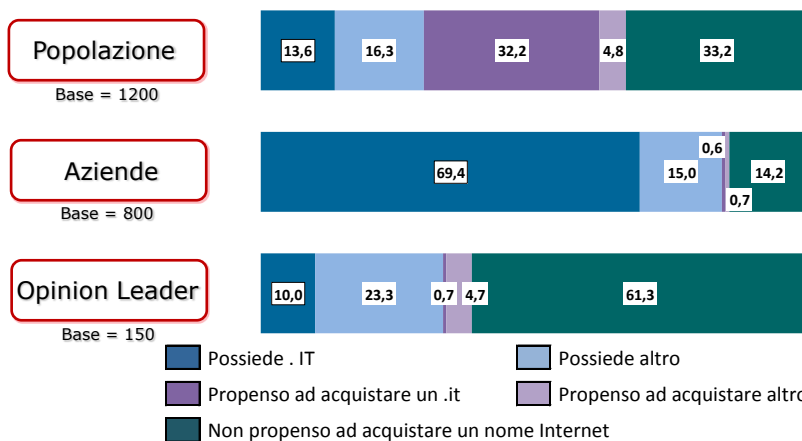 Popolazione
Base = 1200
13,6 16,3 32,2 4,8 33,2
Aziende
Base = 800
69,4 15,0 0,6 0,7 14,2
Opinion Leader
Base = 150
10,0 23,3 0,7 4,7 61,3
Possiede . IT
Possiede altro
Propenso ad acquistare un .it
Propenso ad acquistare altro
Non propenso ad acquistare un nome Internet